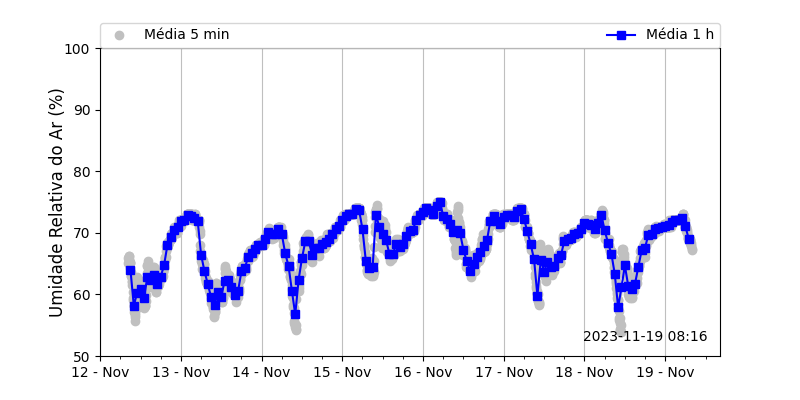 Média 5 min
Média 1 h
Umidade Relativa do Ar (%)
100
90
80
70
60
50
2023-11-19 08:16
12 - Nov
13 - Nov
14 - Nov
15 - Nov
16 - Nov
17 - Nov
18 - Nov
19 - Nov